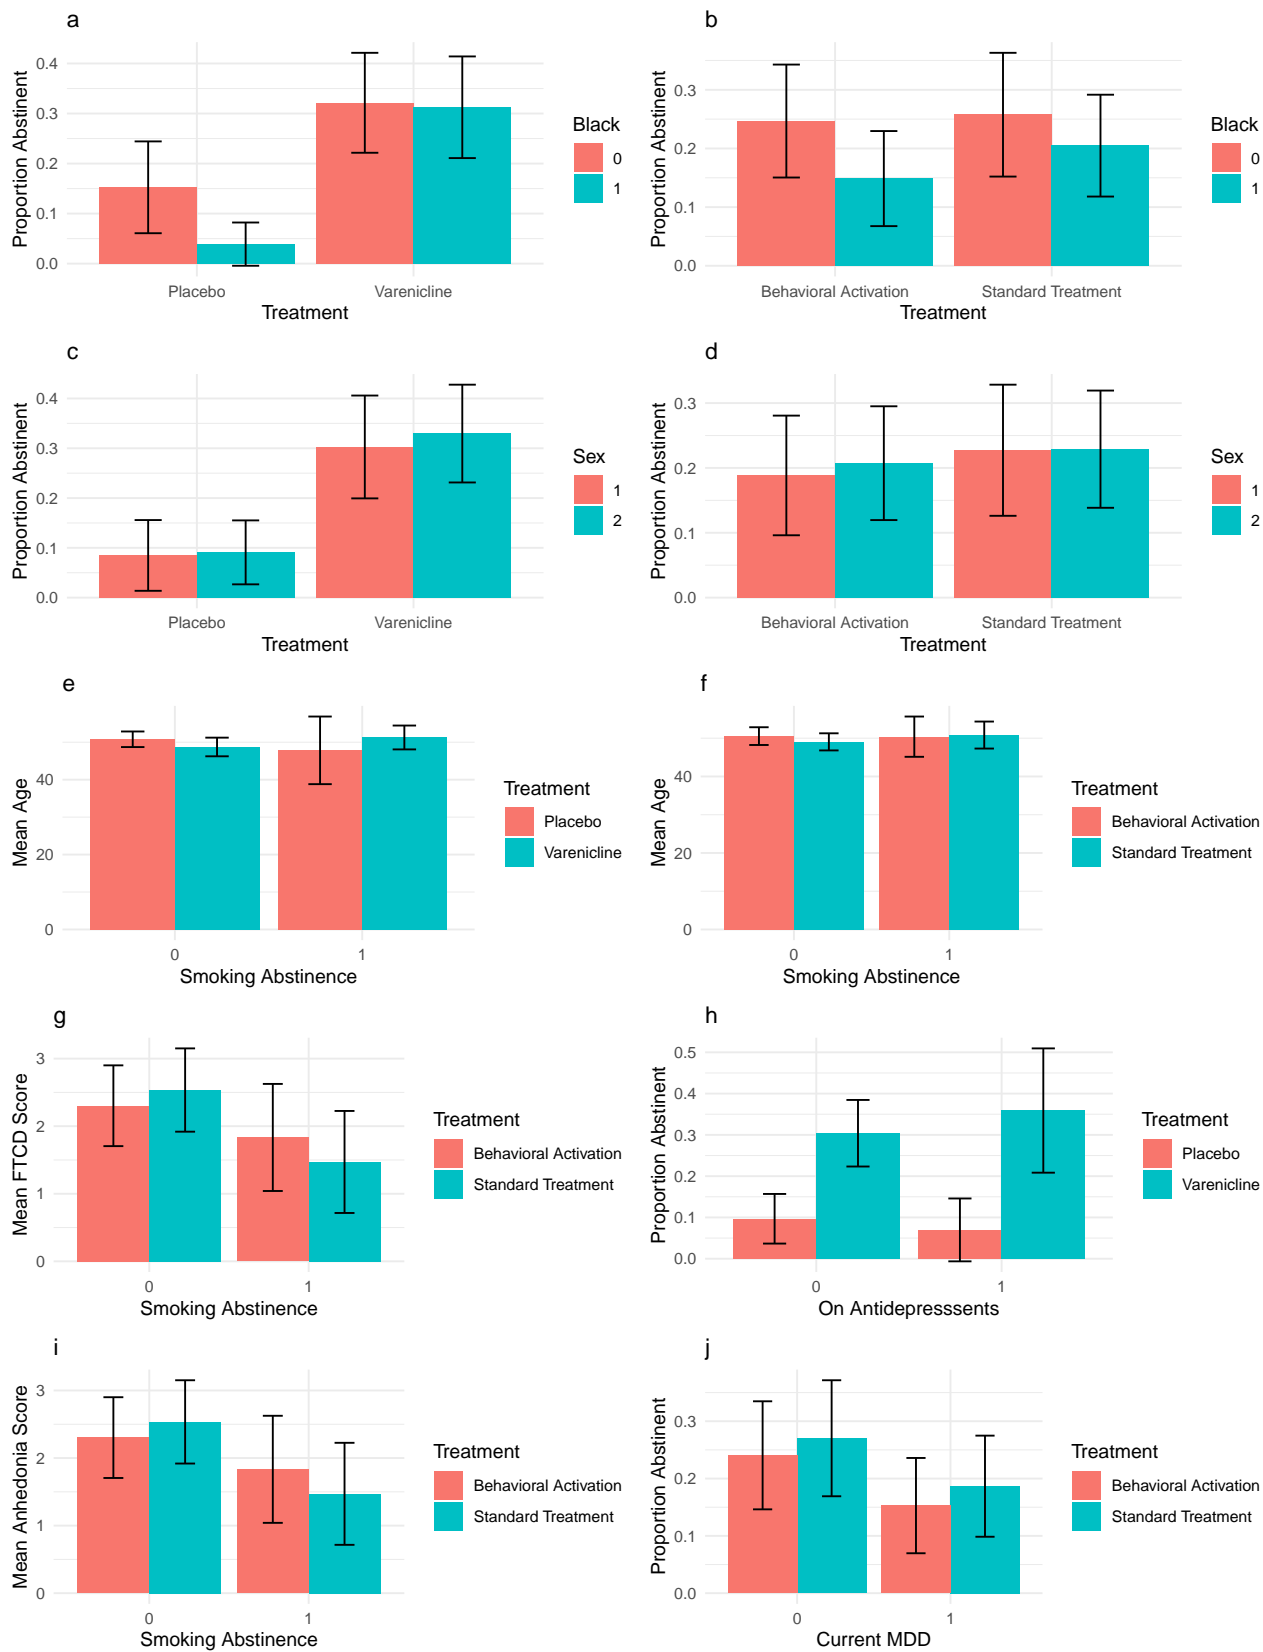 a
Proportion Abstinent
0.4
0.3
0.2
0.1
0.0
Placebo
Varenicline
Treatment
Black
0
1
b
Proportion Abstinent
0.3
0.2
0.1
0.0
Behavioral Activation
Standard Treatment
Treatment
Black
0
1
c
Proportion Abstinent
0.4
0.3
0.2
0.1
0.0
Placebo
Varenicline
Treatment
Sex
1
2
d
Proportion Abstinent
0.3
0.2
0.1
0.0
Behavioral Activation
Standard Treatment
Treatment
Sex
1
2
e
Mean Age
40
20
0
0
1
Smoking Abstinence
Treatment
Placebo
Varenicline
f
Mean Age
40
20
0
0
1
Smoking Abstinence
Treatment
Behavioral Activation
Standard Treatment
g
Mean FTCD Score
3
2
1
0
0
1
Smoking Abstinence
Treatment
Behavioral Activation
Standard Treatment
h
Proportion Abstinent
0.5
0.4
0.3
0.2
0.1
0.0
0
1
On Antidepresssents
Treatment
Placebo
Varenicline
i
Mean Anhedonia Score
3
2
1
0
0
1
Smoking Abstinence
Treatment
Behavioral Activation
Standard Treatment
j
Proportion Abstinent
0.3
0.2
0.1
0.0
0
1
Current MDD
Treatment
Behavioral Activation
Standard Treatment